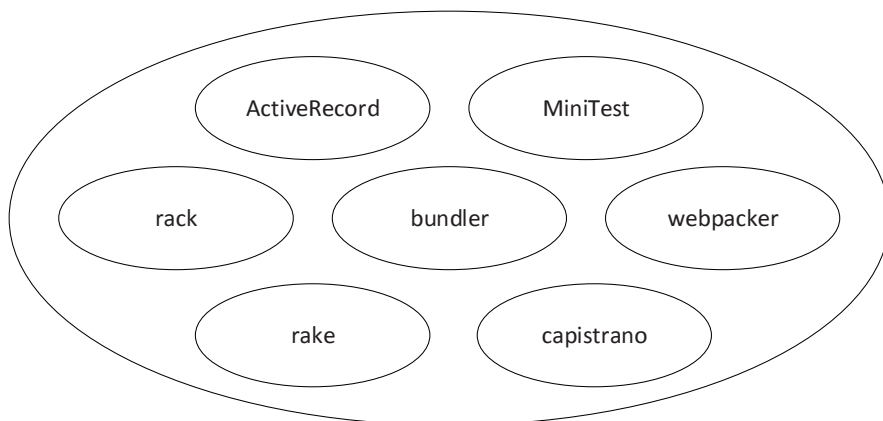 ActiveRecord
MiniTest
rack
bundler
webpacker
rake
capistrano